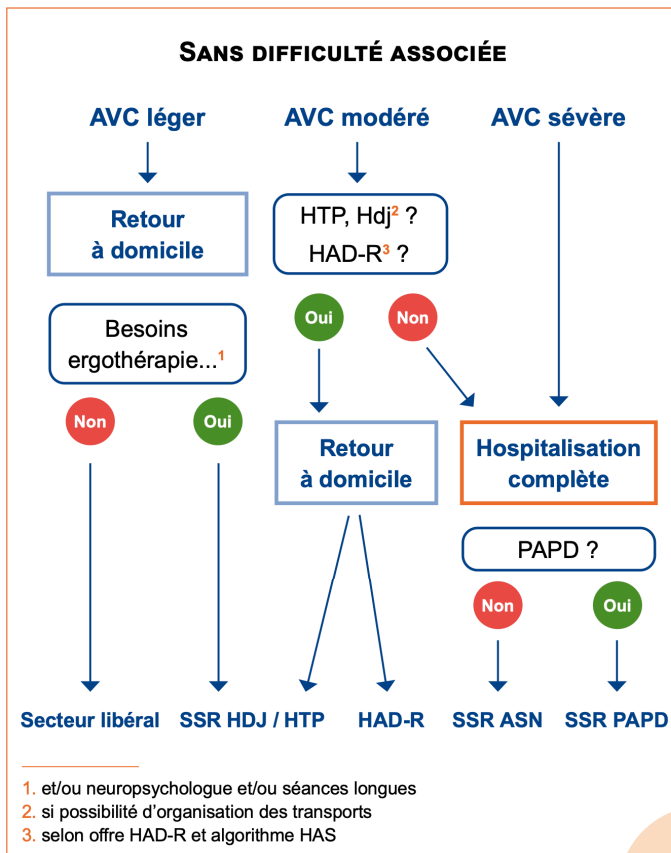 SANS DIFFICULTÉ ASSOCIÉE
AVC léger
AVC modéré
AVC sévère
Retour
à domicile
HTP, Hdj2 ?
HAD-R3 ?
Besoins
ergothérapie...1
Oui
Non
Non
Oui
Retour
à domicile
Hospitalisation
complète
PAPD ?
Non
Oui
Secteur libéral
SSR HDJ / HTP
HAD-R
SSR ASN
SSR PAPD
1. et/ou neuropsychologue et/ou séances longues
2. si possibilité d'organisation des transports
3. selon offre HAD-R et algorithme HAS